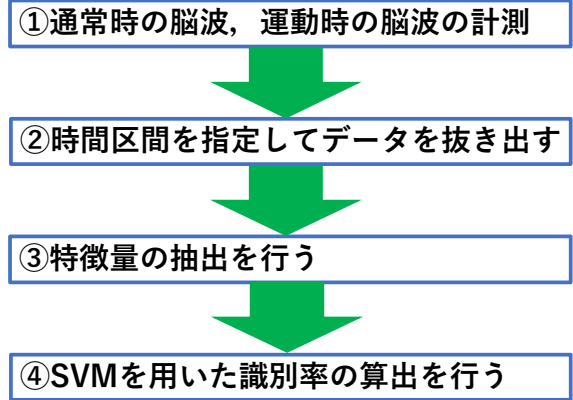 ①通常時の脳波，運動時の脳波の計測
②時間区間を指定してデータを抜き出す
③特徴量の抽出を行う
④SVMを用いた識別率の算出を行う